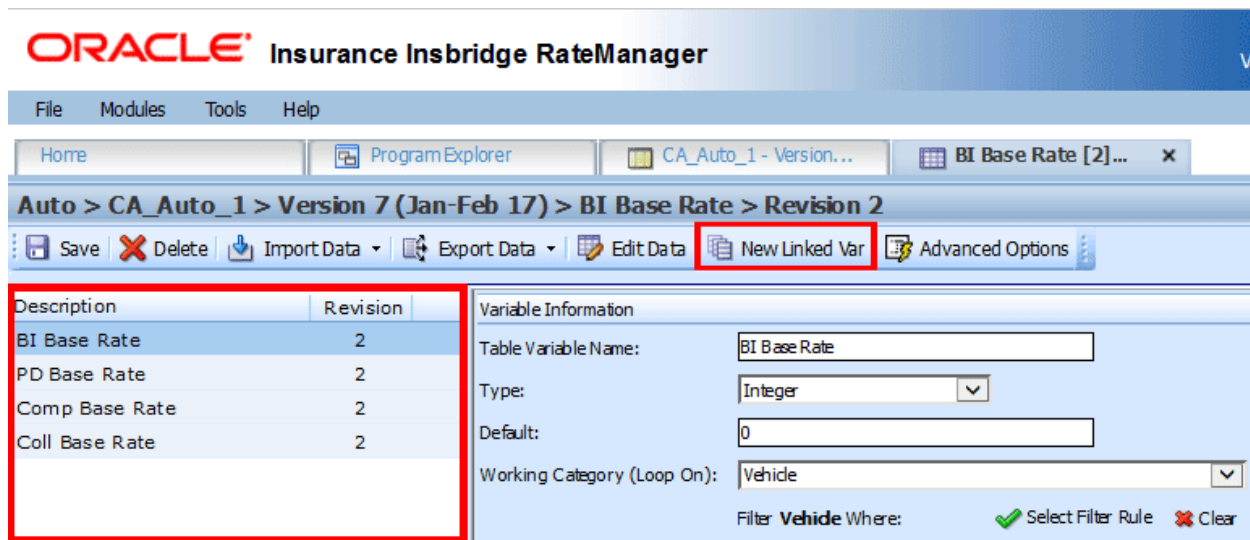 ORACLE Insurance Insbridge RateManager
File Modules Tools Help
Home Program Explorer CA_Auto_1 - Version... BI Base Rate [2]... ×
Auto > CA_Auto_1 > Version 7 (Jan-Feb 17) > BI Base Rate > Revision 2
Save Delete Import Data Export Data Edit Data New Linked Var Advanced Options
Description Revision
BI Base Rate 2
PD Base Rate 2
Comp Base Rate 2
Coll Base Rate 2
Variable Information
Table Variable Name: BI Base Rate
Type: Integer
Default: 0
Working Category (Loop On): Vehicle
Filter Vehicle Where: Select Filter Rule Clear